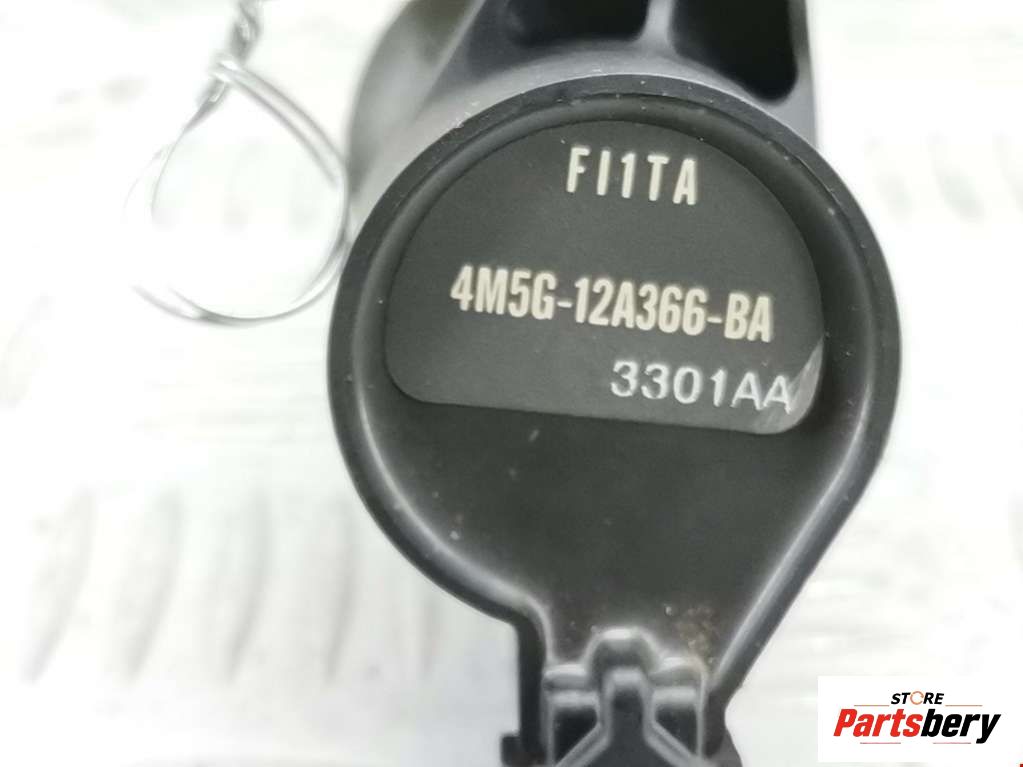 FI1TA
4M5G-12A366-BA
3301AA
STORE
Partsbery